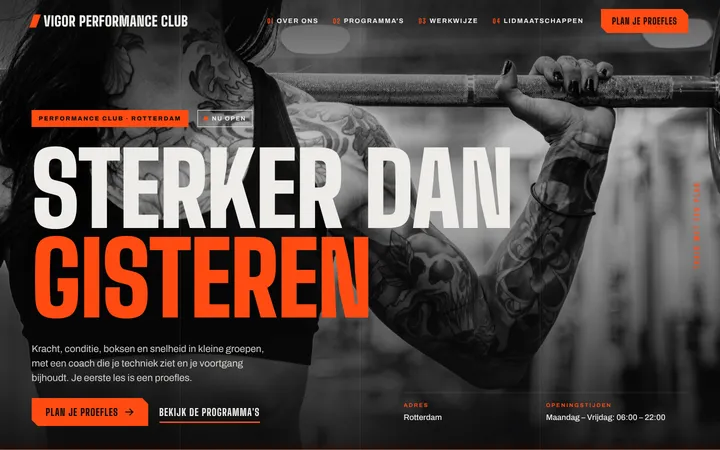 VIGOR PERFORMANCE CLUB
01 OVER ONS
02 PROGRAMMA'S
03 WERKWIJZE
04 LIDMAATSCHAPPEN
PLAN JE PROEFLES
PERFORMANCE CLUB · ROTTERDAM
NU OPEN
STERKER DAN
GISTEREN
Kracht, conditie, boksen en snelheid in kleine groepen,
met een coach die je techniek ziet en je voortgang
bijhoudt. Je eerste les is een proefles.
PLAN JE PROEFLES →
BEKIJK DE PROGRAMMA'S
ADRES
Rotterdam
OPENINGSTIJDEN
Maandag – Vrijdag: 06:00 – 22:00